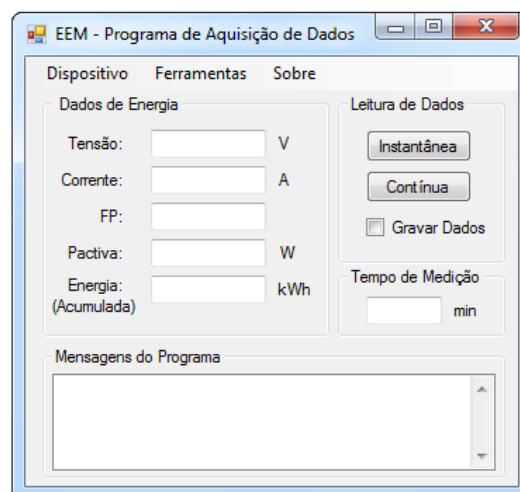 EEM - Programa de Aquisição de Dados
Dispositivo Ferramentas Sobre
Dados de Energia
Tensão: V
Corrente: A
FP:
Pactiva: W
Energia: kWh
(Acumulada)
Leitura de Dados
Instantânea
Contínua
Gravar Dados
Tempo de Medição
min
Mensagens do Programa